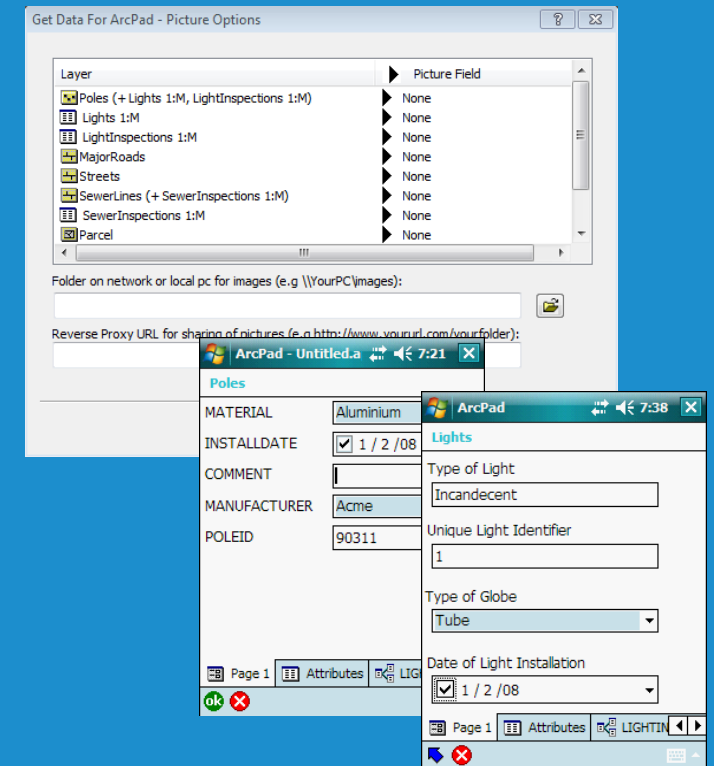 Get Data For ArcPad - Picture Options
Layer Picture Field
Poles (+ Lights 1:M, LightInspections 1:M) None
Lights 1:M None
LightInspections 1:M None
MajorRoads None
Streets None
SewerLines (+ SewerInspections 1:M) None
SewerInspections 1:M None
Parcel None
Folder on network or local pc for images (e.g \\YourPC\images):
Reverse Proxy URL for sharing of pictures (e.g http://www.yoururl.com/yourfolder):
ArcPad - Untitled.a 7:21
Poles
MATERIAL Aluminium
INSTALLDATE 1 / 2 /08
COMMENT
MANUFACTURER Acme
POLEID 90311
Page 1 Attributes LIG
ok
ArcPad 7:38
Lights
Type of Light
Incandecent
Unique Light Identifier
1
Type of Globe
Tube
Date of Light Installation
1 / 2 /08
Page 1 Attributes LIGHTIN